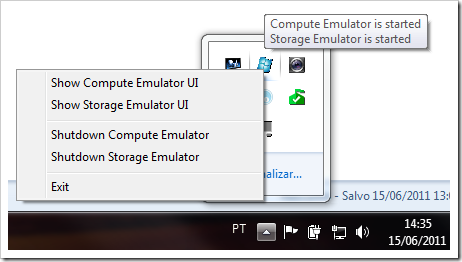 Compute Emulator is started
Storage Emulator is started
Show Compute Emulator UI
Show Storage Emulator UI
Shutdown Compute Emulator
Shutdown Storage Emulator
Exit
alizar...
- Salvo 15/06/2011 13:0
PT
14:35
15/06/2011